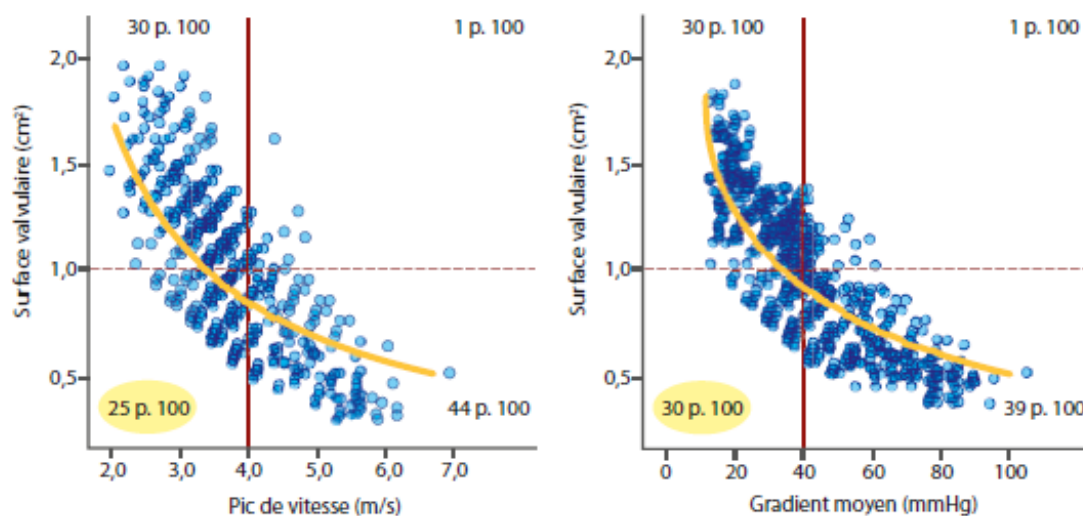 30 p. 100
1 p. 100
2,0
1,5
1,0
0,5
Surface valvulaire (cm²)
25 p. 100
44 p. 100
2,0 3,0 4,0 5,0 6,0 7,0
Pic de vitesse (m/s)
30 p. 100
1 p. 100
2,0
1,5
1,0
0,5
Surface valvulaire (cm²)
30 p. 100
39 p. 100
0 20 40 60 80 100
Gradient moyen (mmHg)